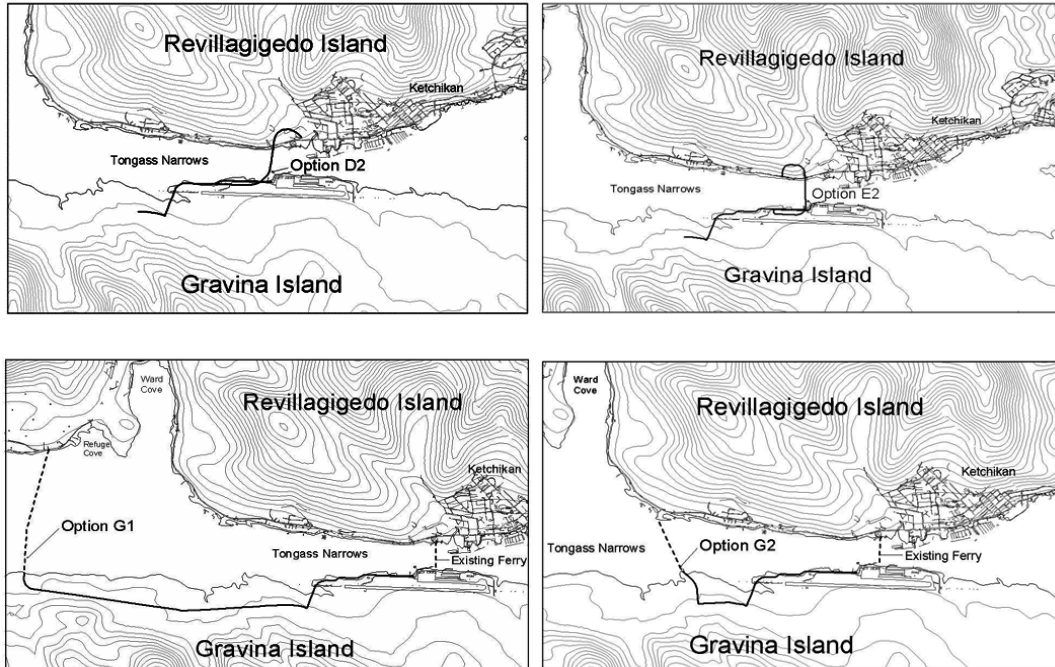 Revillagigedo Island
Ketchikan
Tongass Narrows
Option D2
Gravina Island
Revillagigedo Island
Ketchikan
Tongass Narrows
Option E2
Gravina Island
Ward
Cove
Revillagigedo Island
Refuge
Cove
Ketchikan
Option G1
Tongass Narrows
Existing Ferry
Gravina Island
Ward
Cove
Revillagigedo Island
Ketchikan
Tongass Narrows
Option G2
Existing Ferry
Gravina Island